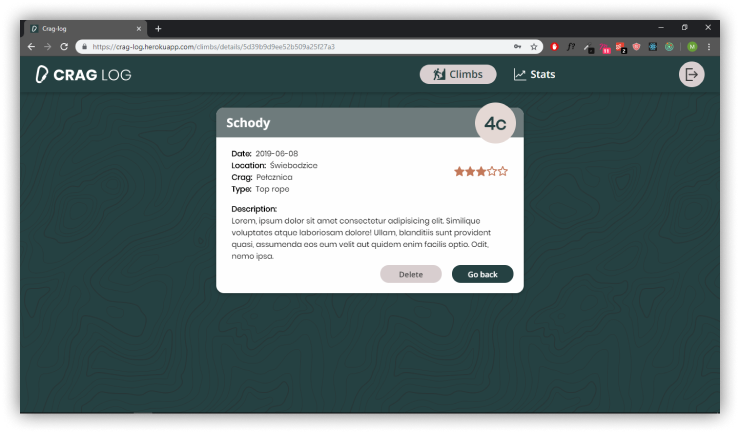 Crag-log
https://crag-log.herokuapp.com/climbs/details/5d39b9d9ee52b509a25f27a3
CRAG LOG
Climbs
Stats
Schody
4c
Date: 2019-06-08
Location: Świebodzice
Crag: Pełcznica
Type: Top rope
Description:
Lorem, ipsum dolor sit amet consectetur adipisicing elit. Similique
voluptates atque laboriosam dolore! Ullam, blanditiis sunt provident
quasi, assumenda eos eum velit aut quidem enim facilis optio. Odit,
nemo ipsa.
Delete
Go back